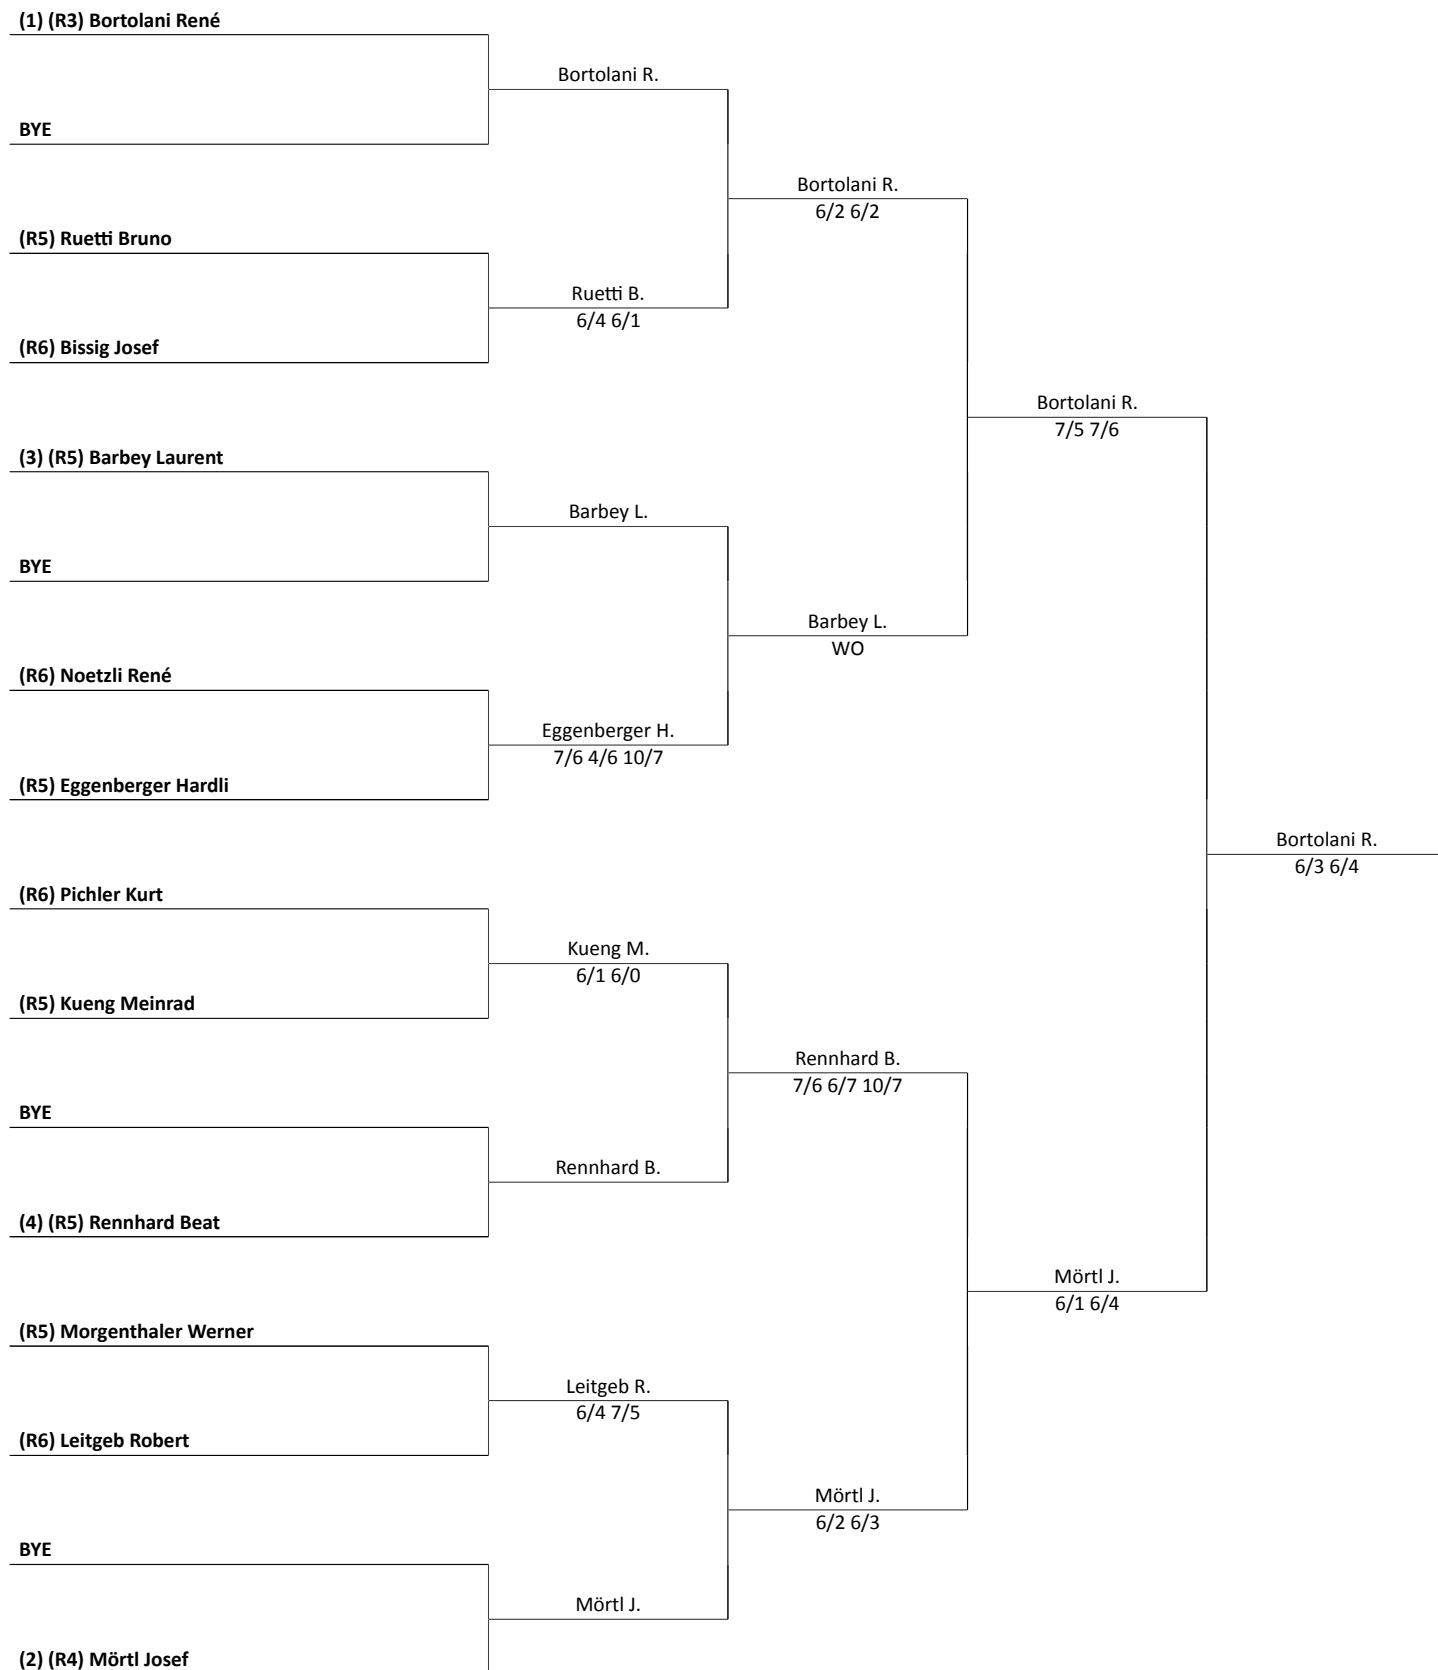 (1) (R3) Bortolani René
Bortolani R.
BYE
Bortolani R.
6/2 6/2
(R5) Ruetti Bruno
Ruetti B.
6/4 6/1
(R6) Bissig Josef
Bortolani R.
7/5 7/6
(3) (R5) Barbey Laurent
Barbey L.
BYE
Barbey L.
WO
(R6) Noetzli René
Eggenberger H.
7/6 4/6 10/7
(R5) Eggenberger Hardli
Bortolani R.
6/3 6/4
(R6) Pichler Kurt
Kueng M.
6/1 6/0
(R5) Kueng Meinrad
Rennhard B.
7/6 6/7 10/7
BYE
Rennhard B.
(4) (R5) Rennhard Beat
Mörtl J.
6/1 6/4
(R5) Morgenthaler Werner
Leitgeb R.
6/4 7/5
(R6) Leitgeb Robert
Mörtl J.
6/2 6/3
BYE
Mörtl J.
(2) (R4) Mörtl Josef